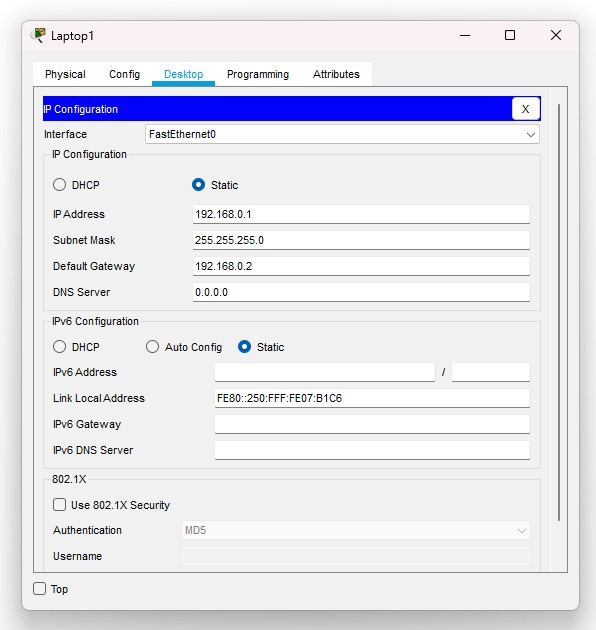 Laptop1
Physical Config Desktop Programming Attributes
IP Configuration X
Interface FastEthernet0
IP Configuration
DHCP Static
IP Address 192.168.0.1
Subnet Mask 255.255.255.0
Default Gateway 192.168.0.2
DNS Server 0.0.0.0
IPv6 Configuration
DHCP Auto Config Static
IPv6 Address /
Link Local Address FE80::250:FFF:FE07:B1C6
IPv6 Gateway
IPv6 DNS Server
802.1X
Use 802.1X Security
Authentication MD5
Username
Top